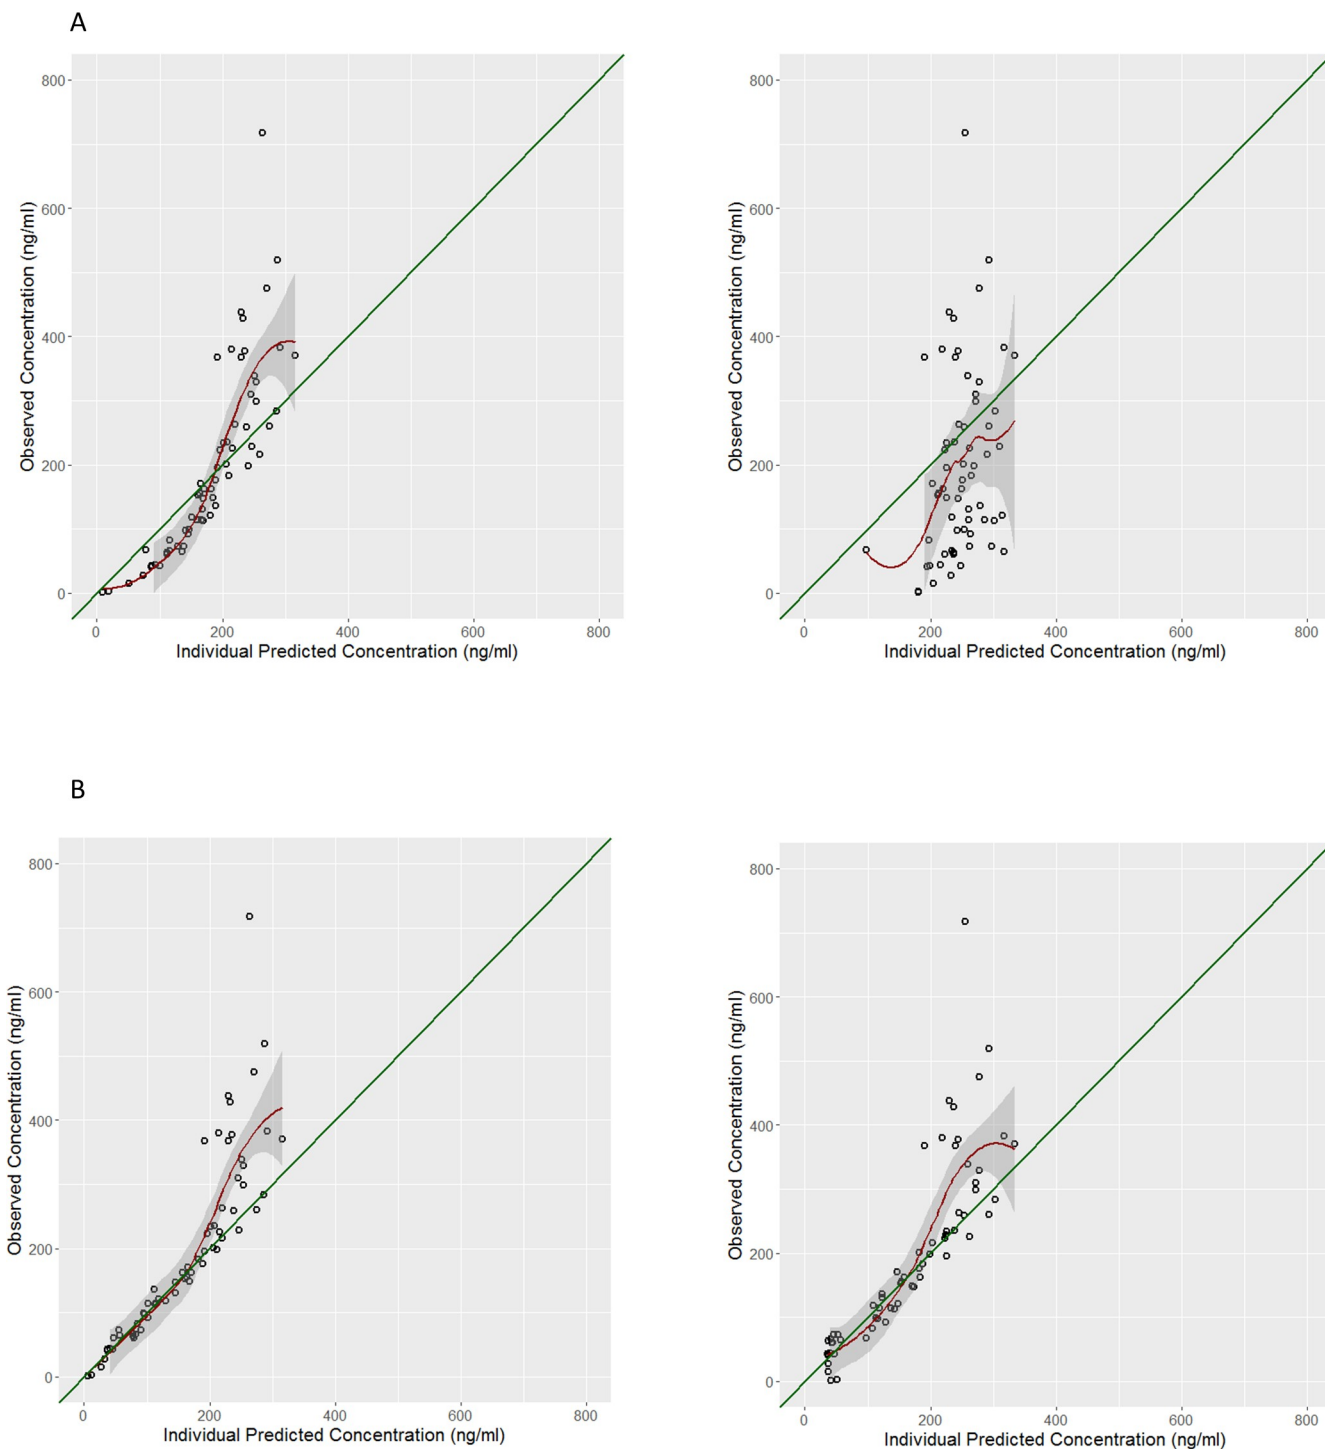 A
800
600
400
200
0
Observed Concentration (ng/ml)
0 200 400 600 800
Individual Predicted Concentration (ng/ml)
800
600
400
200
0
Observed Concentration (ng/ml)
0 200 400 600 800
Individual Predicted Concentration (ng/ml)
B
800
600
400
200
0
Observed Concentration (ng/ml)
0 200 400 600 800
Individual Predicted Concentration (ng/ml)
800
600
400
200
0
Observed Concentration (ng/ml)
0 200 400 600 800
Individual Predicted Concentration (ng/ml)